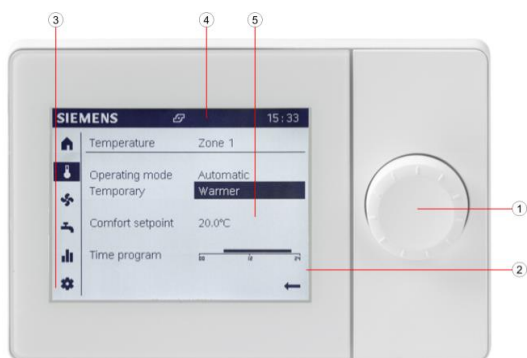 3
4
5
SIEMENS 15:33
Temperature Zone 1
Operating mode Automatic
Temporary Warmer
Comfort setpoint 20.0°C
Time program
1
2